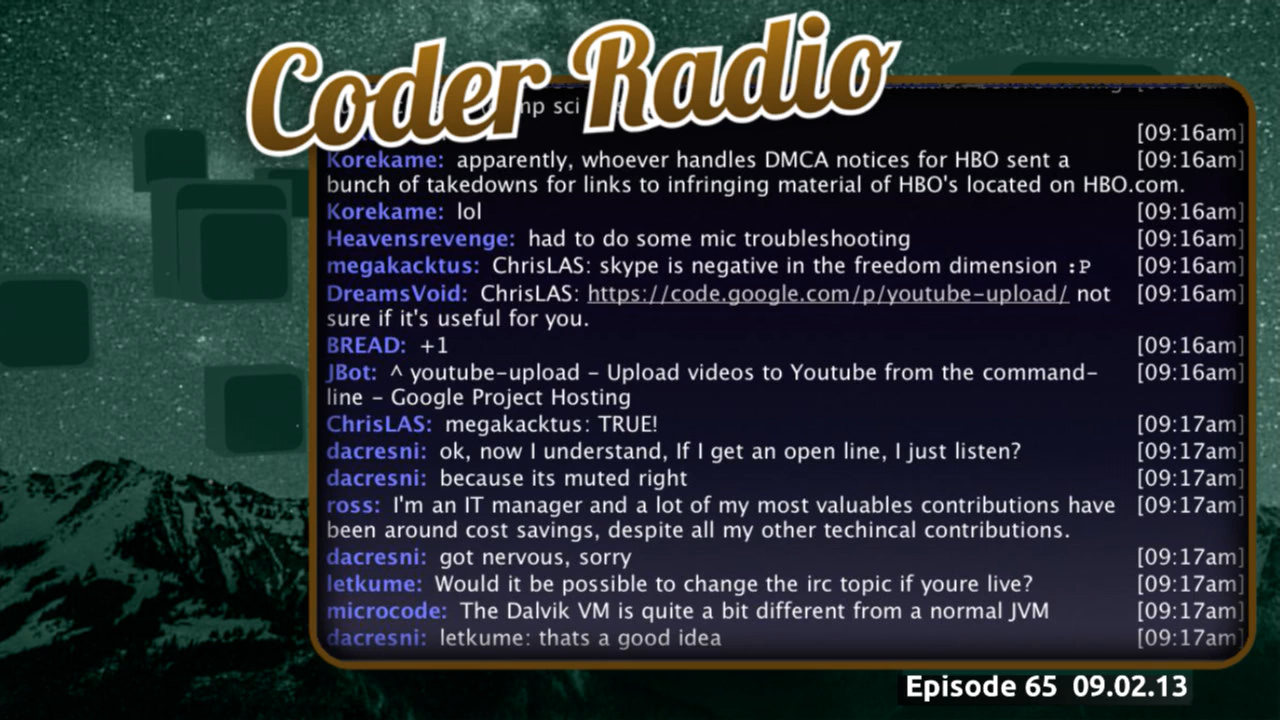 Coder Radio
mp sci
[09:16am]
Korekame: apparently, whoever handles DMCA notices for HBO sent a [09:16am]
bunch of takedowns for links to infringing material of HBO's located on HBO.com.
Korekame: lol [09:16am]
Heavensrevenge: had to do some mic troubleshooting [09:16am]
megakacktus: ChrisLAS: skype is negative in the freedom dimension :P [09:16am]
DreamsVoid: ChrisLAS: https://code.google.com/p/youtube-upload/ not [09:16am]
sure if it's useful for you.
BREAD: +1 [09:16am]
JBot: ^ youtube-upload - Upload videos to Youtube from the command- [09:16am]
line - Google Project Hosting
ChrisLAS: megakacktus: TRUE! [09:17am]
dacresni: ok, now I understand, If I get an open line, I just listen? [09:17am]
dacresni: because its muted right [09:17am]
ross: I'm an IT manager and a lot of my most valuables contributions have [09:17am]
been around cost savings, despite all my other techincal contributions.
dacresni: got nervous, sorry [09:17am]
letkume: Would it be possible to change the irc topic if youre live? [09:17am]
microcode: The Dalvik VM is quite a bit different from a normal JVM [09:17am]
dacresni: letkume: thats a good idea [09:17am]
Episode 65 09.02.13